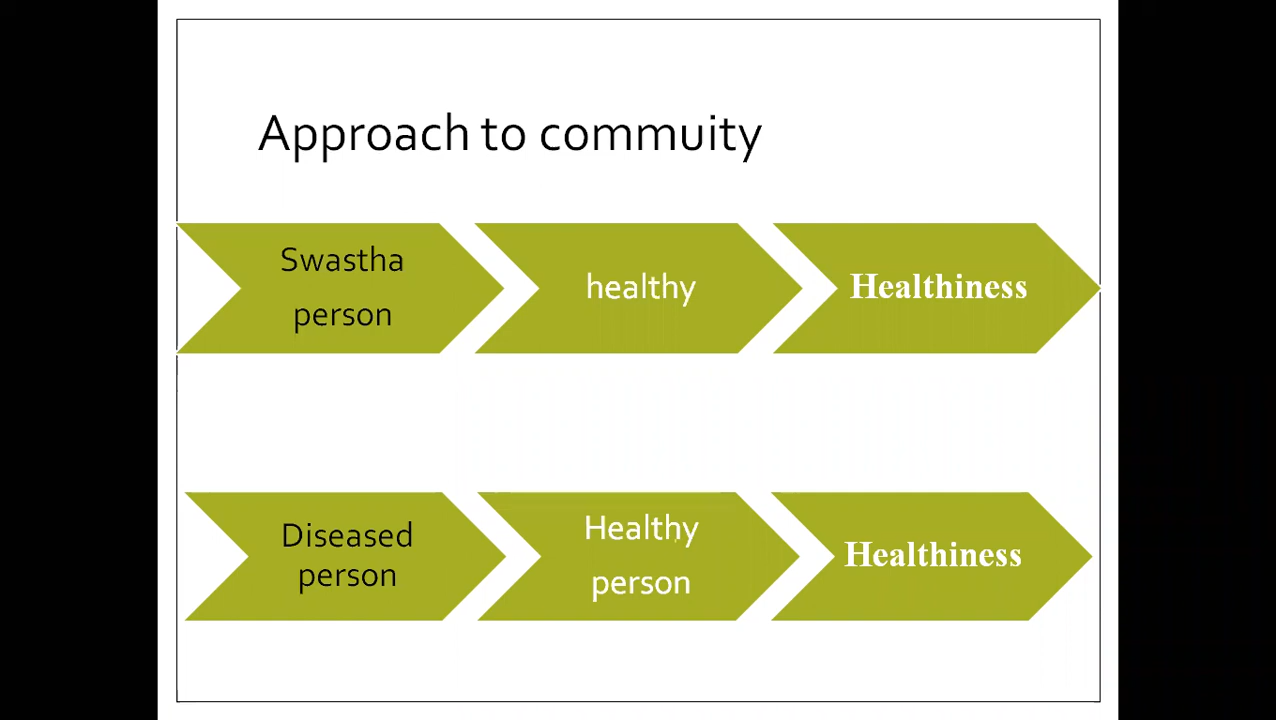 Approach to commuity
Swastha
person
healthy
Healthiness
Diseased
person
Healthy
person
Healthiness